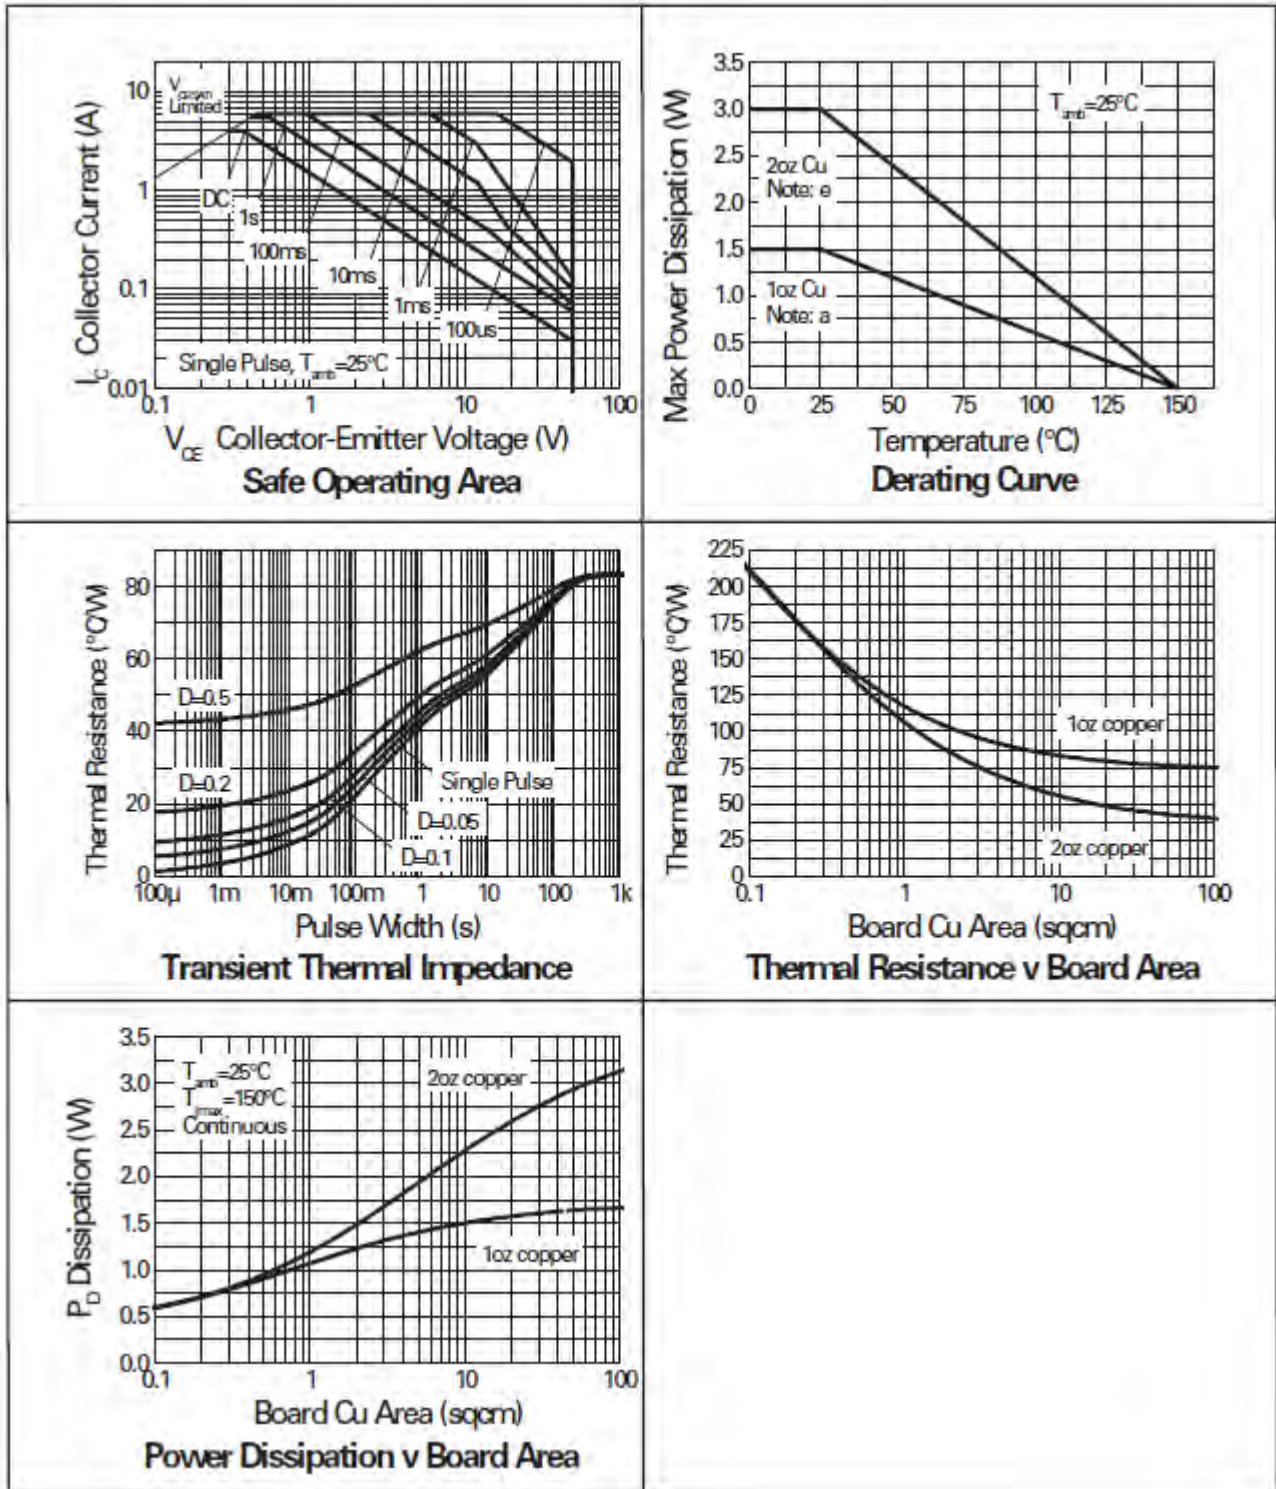 10
1
0.1
0.01
I_C Collector Current (A)
V_CE(sat)
Limited
DC
1s
100ms
10ms
1ms
100us
Single Pulse, T_amb=25°C
0.1
1
10
100
V_CE Collector-Emitter Voltage (V)
Safe Operating Area
3.5
3.0
2.5
2.0
1.5
1.0
0.5
0.0
Max Power Dissipation (W)
T_amb=25°C
2oz Cu
Note: e
1oz Cu
Note: a
0
25
50
75
100
125
150
Temperature (°C)
Derating Curve
80
60
40
20
0
Thermal Resistance (°C/W)
D=0.5
D=0.2
Single Pulse
D=0.05
D=0.1
100µ
1m
10m
100m
1
10
100
1k
Pulse Width (s)
Transient Thermal Impedance
225
200
175
150
125
100
75
50
25
0
Thermal Resistance (°C/W)
1oz copper
2oz copper
0.1
1
10
100
Board Cu Area (sqcm)
Thermal Resistance v Board Area
3.5
3.0
2.5
2.0
1.5
1.0
0.5
0.0
P_D Dissipation (W)
T_amb=25°C
T_jmax=150°C
Continuous
2oz copper
1oz copper
0.1
1
10
100
Board Cu Area (sqcm)
Power Dissipation v Board Area